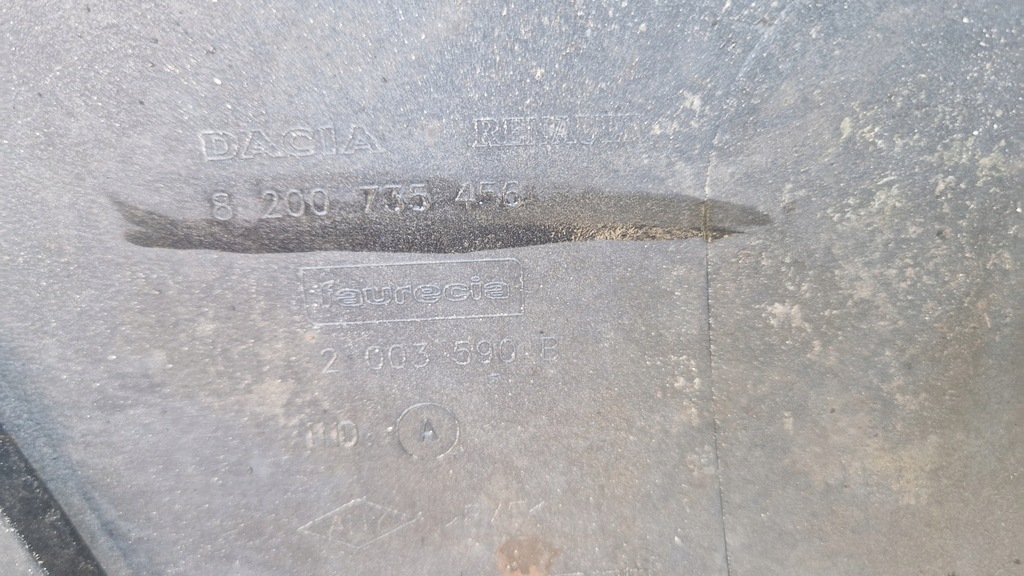 DACIA RENAULT
8 200 735 456
faurecia
2 003 590 B
A